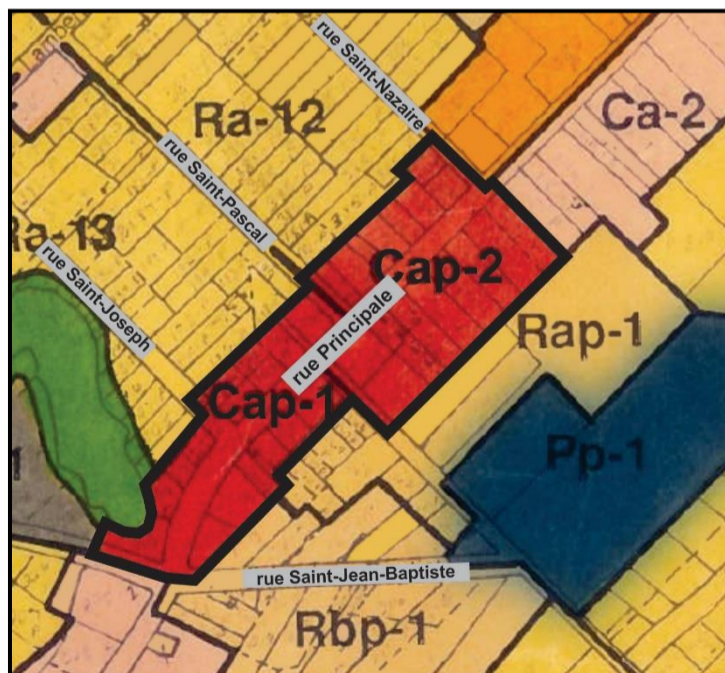 rue Saint-Nazaire
Ra-12
Ca-2
rue Saint-Pascal
Ra-13
rue Saint-Joseph
Cap-2
rue Principale
Rap-1
Cap-1
Pp-1
rue Saint-Jean-Baptiste
Rbp-1